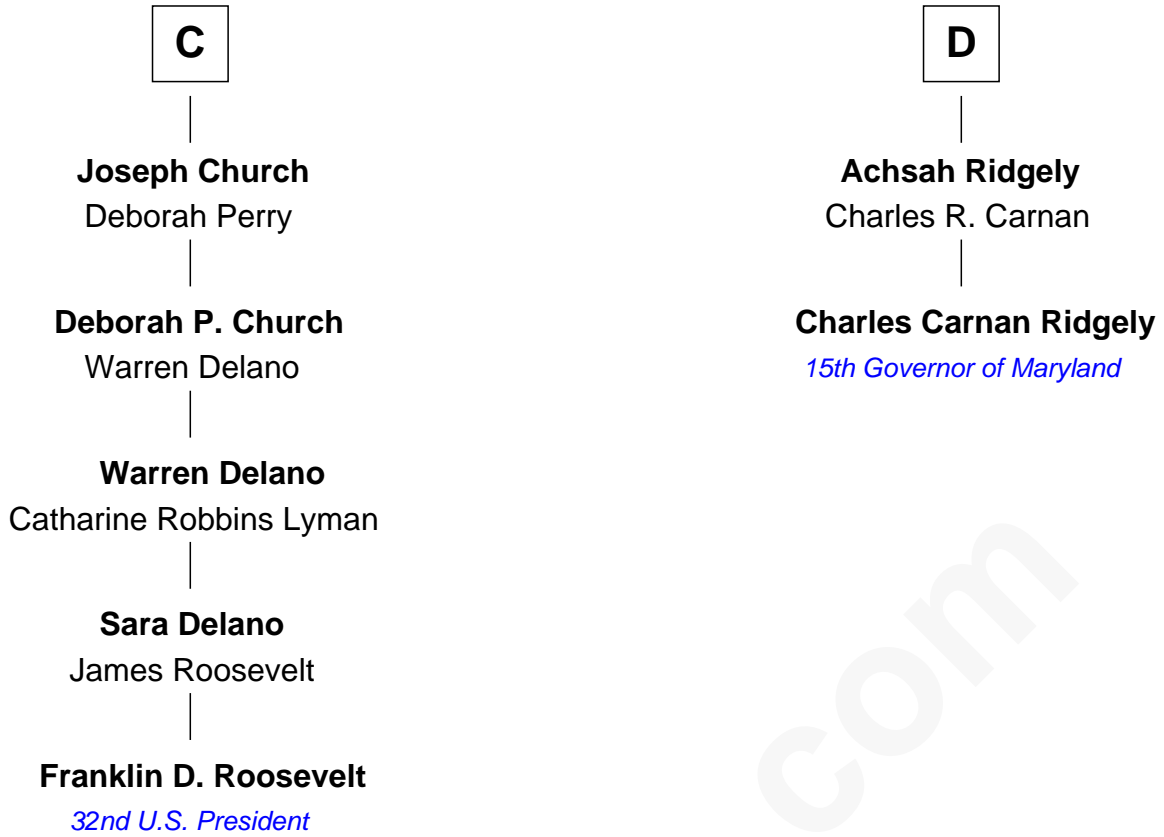 C
Joseph Church
Deborah Perry
Deborah P. Church
Warren Delano
Warren Delano
Catharine Robbins Lyman
Sara Delano
James Roosevelt
Franklin D. Roosevelt
32nd U.S. President
D
Achsah Ridgely
Charles R. Carnan
Charles Carnan Ridgely
15th Governor of Maryland
com